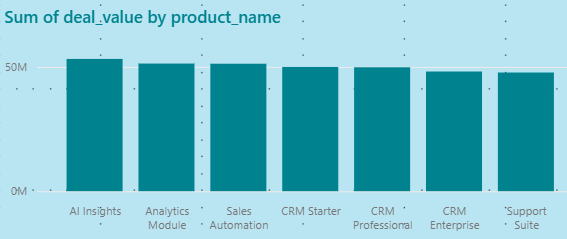 Sum of deal_value by product_name
50M
0M
AI Insights
Analytics
Module
Sales
Automation
CRM Starter
CRM
Professional
CRM
Enterprise
Support
Suite